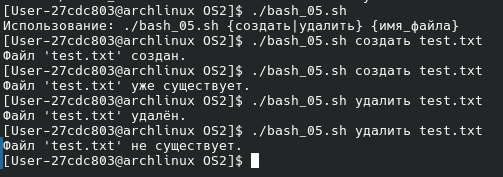 [User-27cdc803@archlinux OS2]$ ./bash_05.sh
Использование: ./bash_05.sh {создать|удалить} {имя_файла}
[User-27cdc803@archlinux OS2]$ ./bash_05.sh создать test.txt
Файл 'test.txt' создан.
[User-27cdc803@archlinux OS2]$ ./bash_05.sh создать test.txt
Файл 'test.txt' уже существует.
[User-27cdc803@archlinux OS2]$ ./bash_05.sh удалить test.txt
Файл 'test.txt' удалён.
[User-27cdc803@archlinux OS2]$ ./bash_05.sh удалить test.txt
Файл 'test.txt' не существует.
[User-27cdc803@archlinux OS2]$